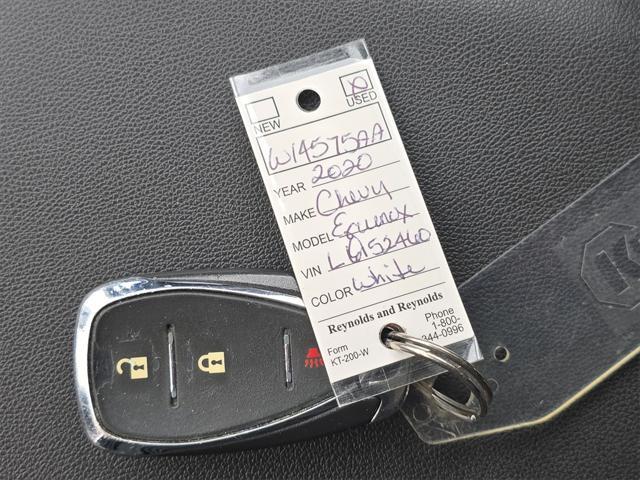 NEW
X
USED
W14575AA
YEAR 2020
MAKE Chevy
MODEL Equinox
VIN L6152460
COLOR White
Reynolds and Reynolds
Form
KT-200-W
Phone
1-800-
344-0996
K